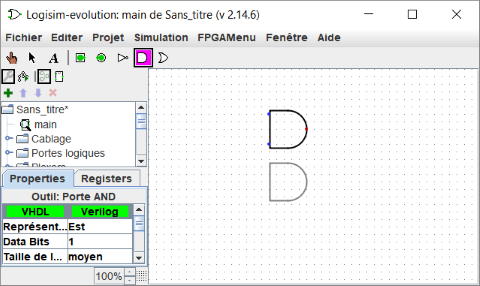 Logisim-evolution: main de Sans_titre (v 2.14.6)
Fichier Editer Projet Simulation FPGAMenu Fenêtre Aide
A
Sans_titre*
main
Cablage
Portes logiques
Properties Registers
Outil: Porte AND
VHDL Verilog
Représent... Est
Data Bits 1
Taille de l... moyen
100%